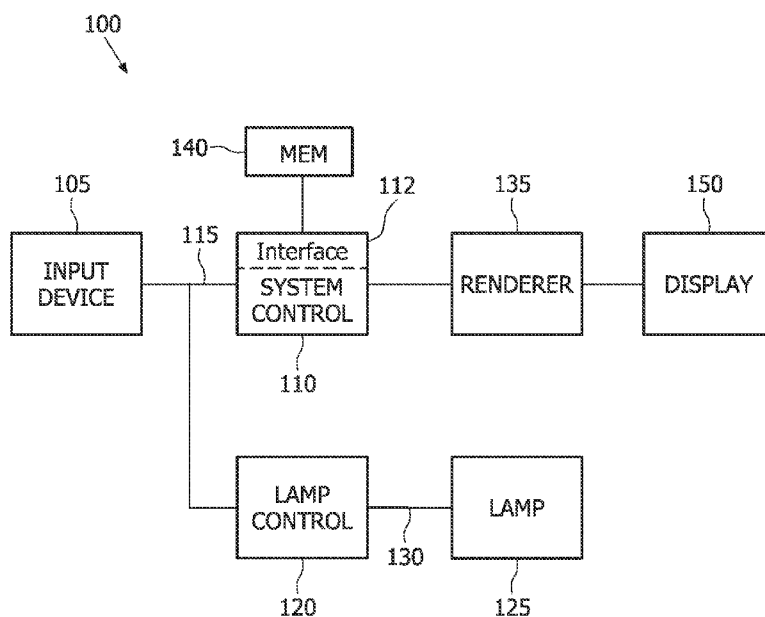 100
140
MEM
112
105
115
135
150
INPUT
DEVICE
Interface
SYSTEM
CONTROL
RENDERER
DISPLAY
110
LAMP
CONTROL
LAMP
130
120
125